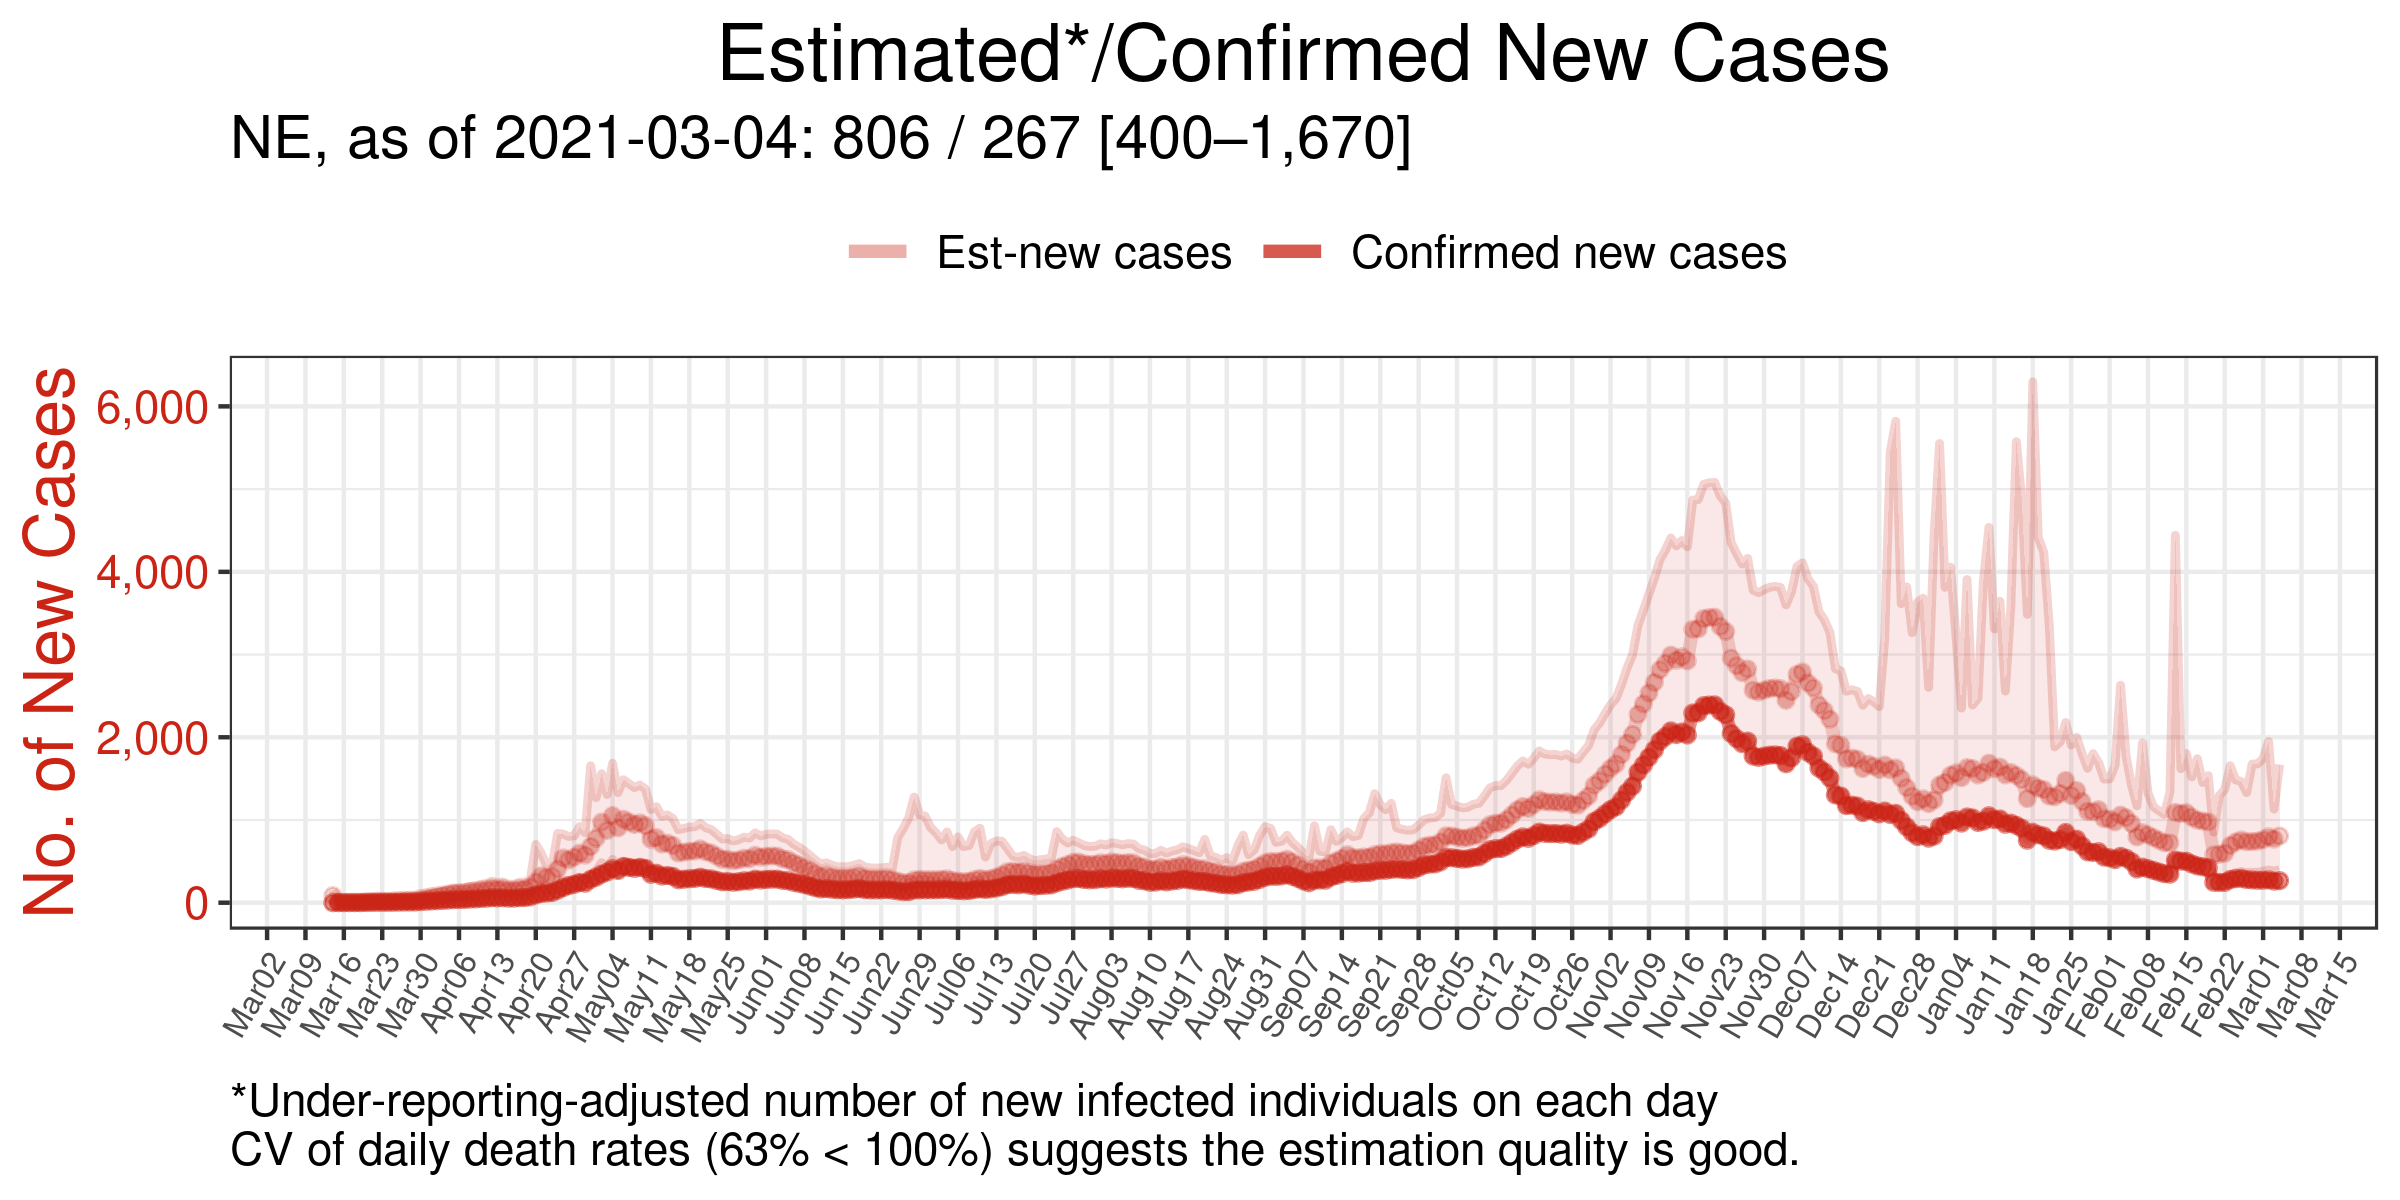 Estimated*/Confirmed New Cases
NE, as of 2021-03-04: 806 / 267 [400–1,670]
Est-new cases Confirmed new cases
No. of New Cases
6,000
4,000
2,000
0
Mar02 Mar09 Mar16 Mar23 Mar30 Apr06 Apr13 Apr20 Apr27 May04 May11 May18 May25 Jun01 Jun08 Jun15 Jun22 Jun29 Jul06 Jul13 Jul20 Jul27 Aug03 Aug10 Aug17 Aug24 Aug31 Sep07 Sep14 Sep21 Sep28 Oct05 Oct12 Oct19 Oct26 Nov02 Nov09 Nov16 Nov23 Nov30 Dec07 Dec14 Dec21 Dec28 Jan04 Jan11 Jan18 Jan25 Feb01 Feb08 Feb15 Feb22 Mar01 Mar08 Mar15
*Under-reporting-adjusted number of new infected individuals on each day
CV of daily death rates (63% < 100%) suggests the estimation quality is good.